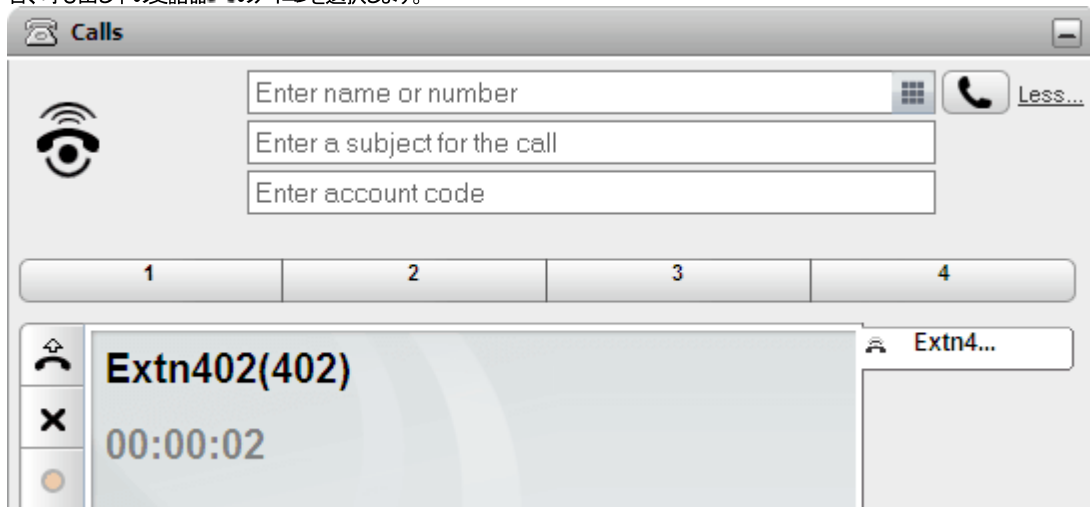 Calls
Enter name or number
Less...
Enter a subject for the call
Enter account code
1 2 3 4
Extn402(402)
Extn4...
00:00:02